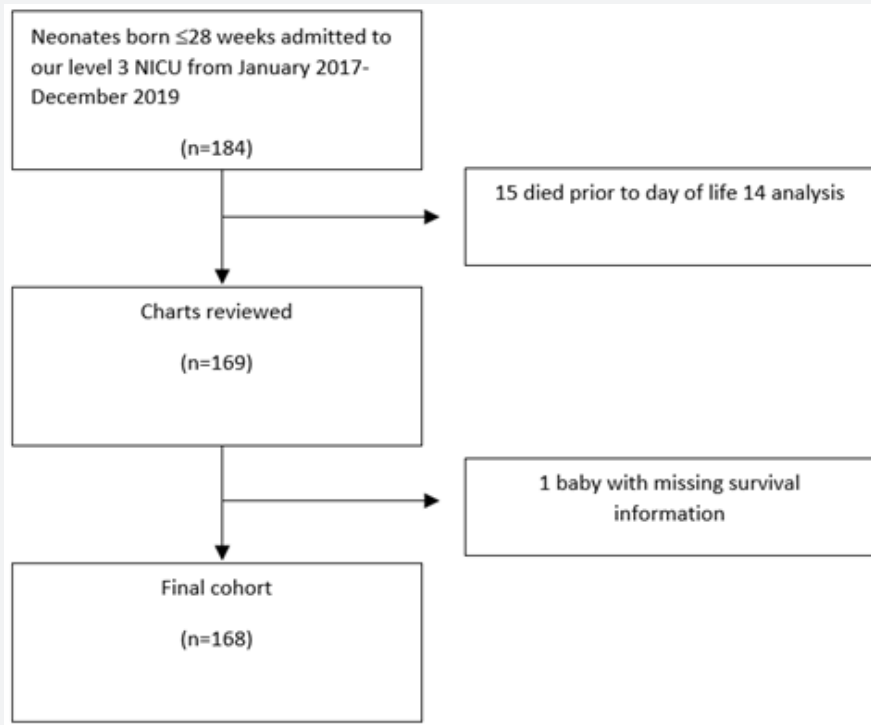 Neonates born ≤28 weeks admitted to
our level 3 NICU from January 2017-
December 2019
(n=184)
15 died prior to day of life 14 analysis
Charts reviewed
(n=169)
1 baby with missing survival
information
Final cohort
(n=168)